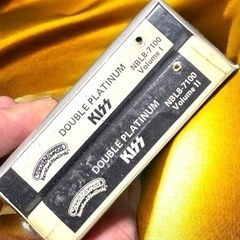 DOUBLE PLATINUM
KISS
NBLB-7100
Volume I
DOUBLE PLATINUM
KISS
NBLB-7100
Volume II